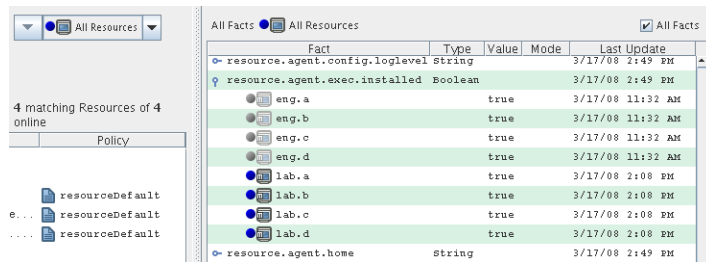 All Resources
4 matching Resources of 4
online
Policy
resourceDefault
e... resourceDefault
.... resourceDefault
All Facts All Resources All Facts
Fact Type Value Mode Last Update
resource.agent.config.loglevel String 3/17/08 2:49 PM
resource.agent.exec.installed Boolean 3/17/08 2:49 PM
eng.a true 3/17/08 11:32 AM
eng.b true 3/17/08 11:32 AM
eng.c true 3/17/08 11:32 AM
eng.d true 3/17/08 11:32 AM
lab.a true 3/17/08 2:08 PM
lab.b true 3/17/08 2:08 PM
lab.c true 3/17/08 2:08 PM
lab.d true 3/17/08 2:08 PM
resource.agent.home String 3/17/08 2:49 PM